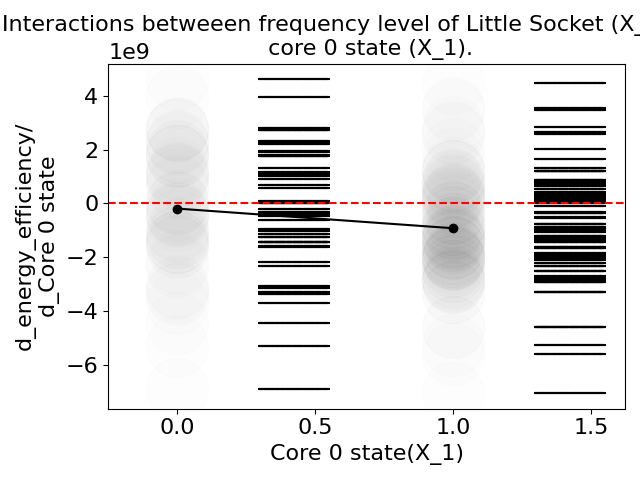 Interactions betweeen frequency level of Little Socket (X_
core 0 state (X_1).
1e9
4
2
0
−2
−4
−6
d_energy_efficiency/
d_Core 0 state
0.0 0.5 1.0 1.5
Core 0 state(X_1)